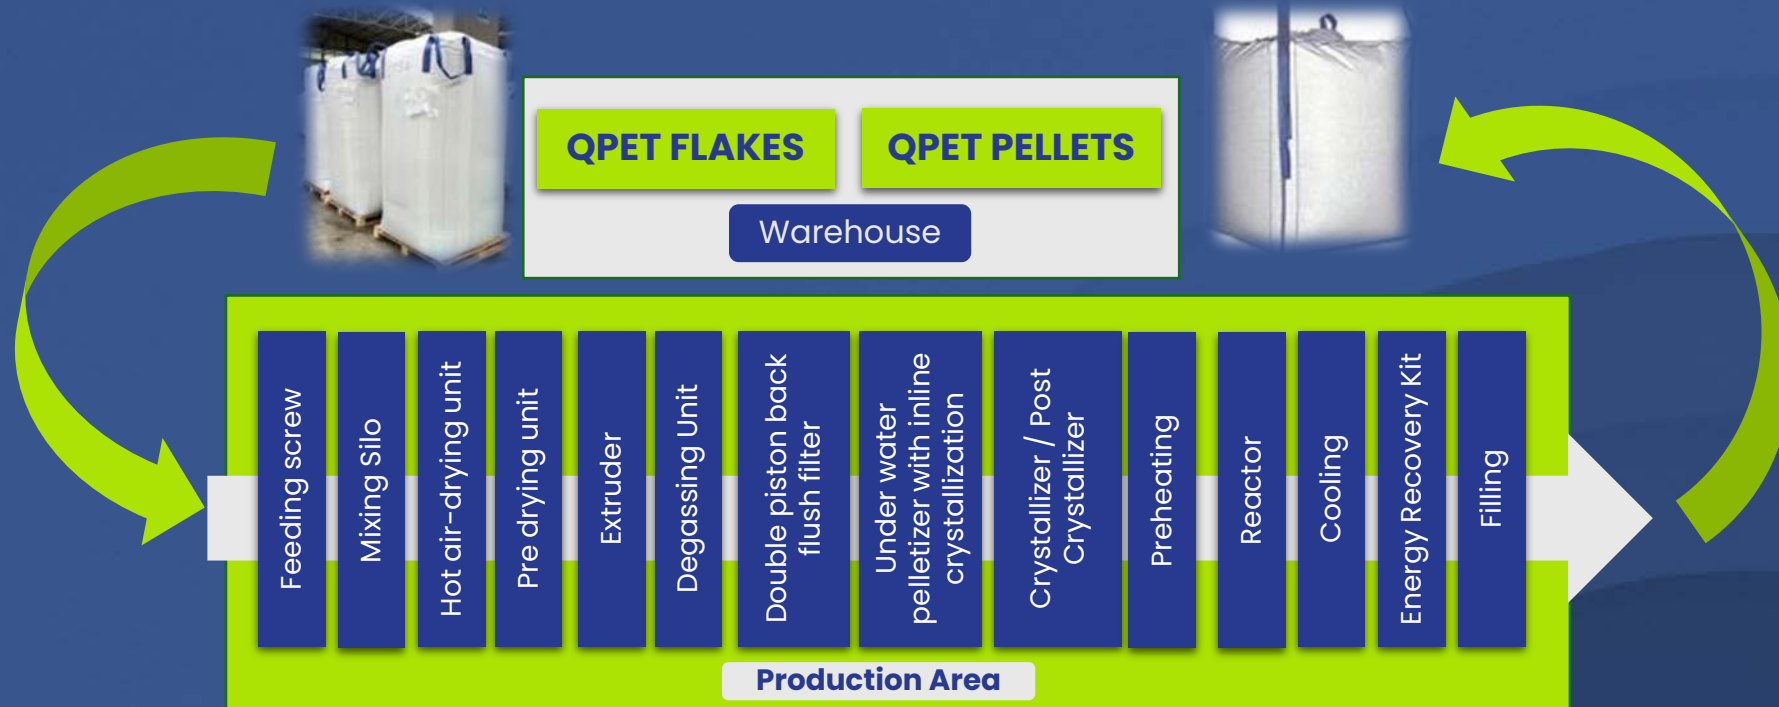 QPET FLAKES
QPET PELLETS
Warehouse
Feeding screw
Mixing Silo
Hot air-drying unit
Pre drying unit
Extruder
Degassing Unit
Double piston back
flush filter
Under water
pelletizer with inline
crystallization
Crystallizer / Post
Crystallizer
Preheating
Reactor
Cooling
Energy Recovery Kit
Filling
Production Area